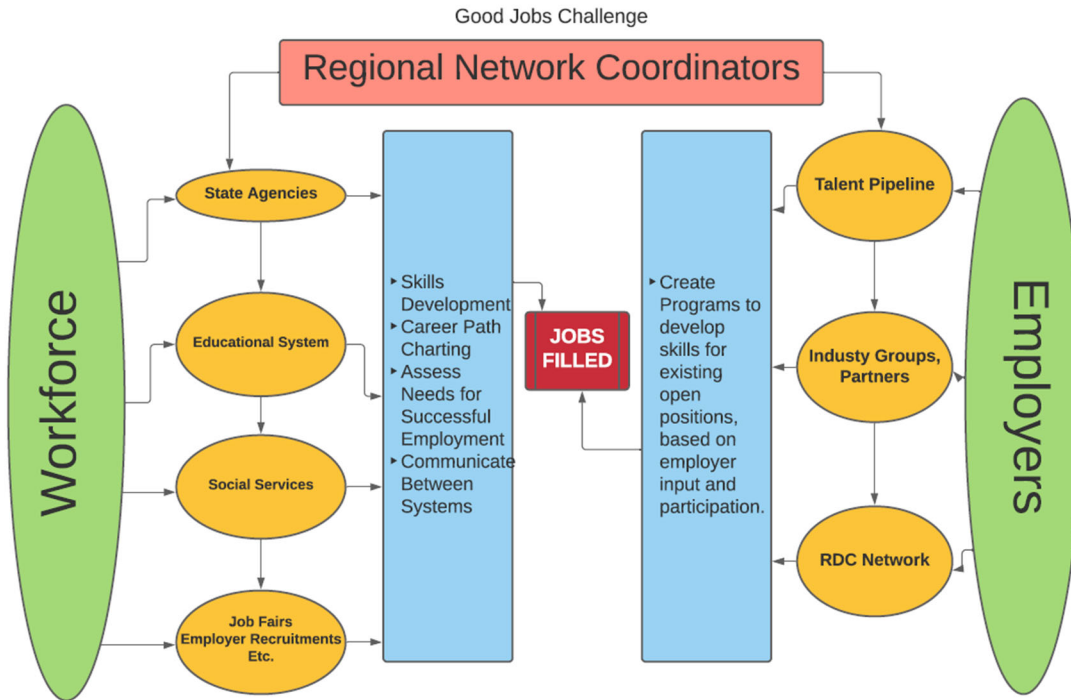 Good Jobs Challenge
Regional Network Coordinators
Workforce
State Agencies
Educational System
Social Services
Job Fairs
Employer Recruitments
Etc.
‣ Skills
Development
‣ Career Path
Charting
‣ Assess
Needs for
Successful
Employment
‣ Communicate
Between
Systems
JOBS
FILLED
‣ Create
Programs to
develop
skills for
existing
open
positions,
based on
employer
input and
participation.
Talent Pipeline
Industy Groups,
Partners
RDC Network
Employers